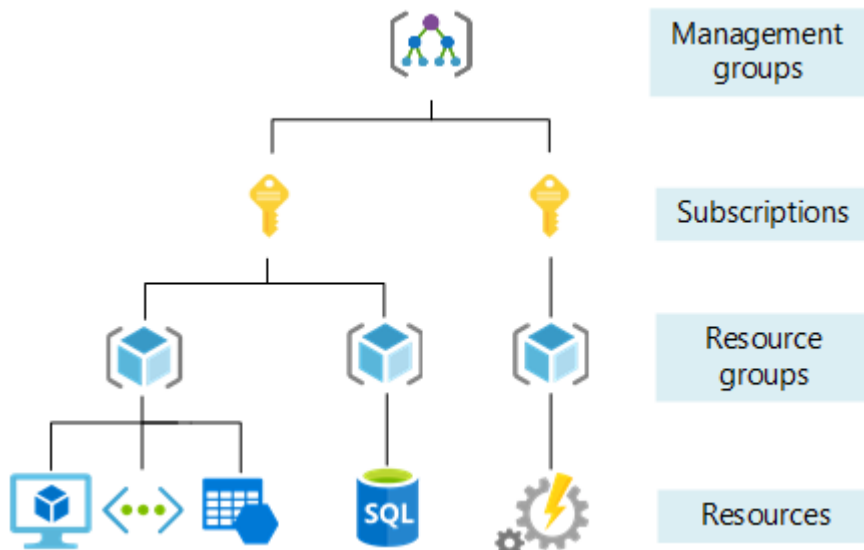 Management
groups
Subscriptions
Resource
groups
SQL
Resources